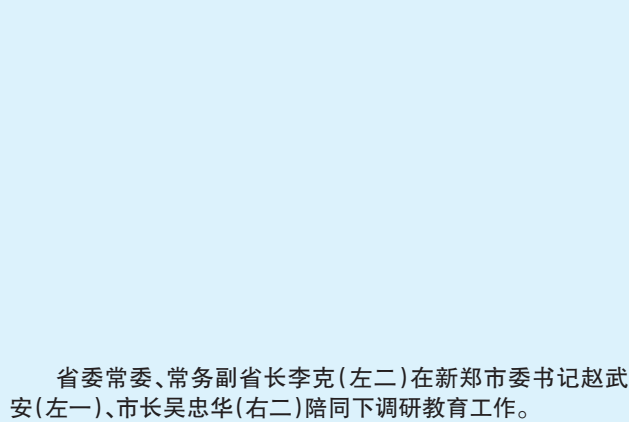 省委常委、常务副省长李克(左二)在新郑市委书记赵武
安(左一)、市长吴忠华(右二)陪同下调研教育工作。